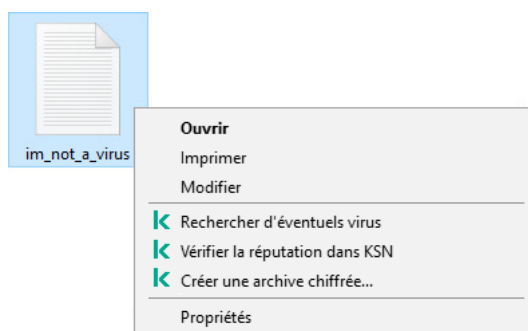 im_not_a_virus
Ouvrir
Imprimer
Modifier
Rechercher d'éventuels virus
Vérifier la réputation dans KSN
Créer une archive chiffrée...
Propriétés